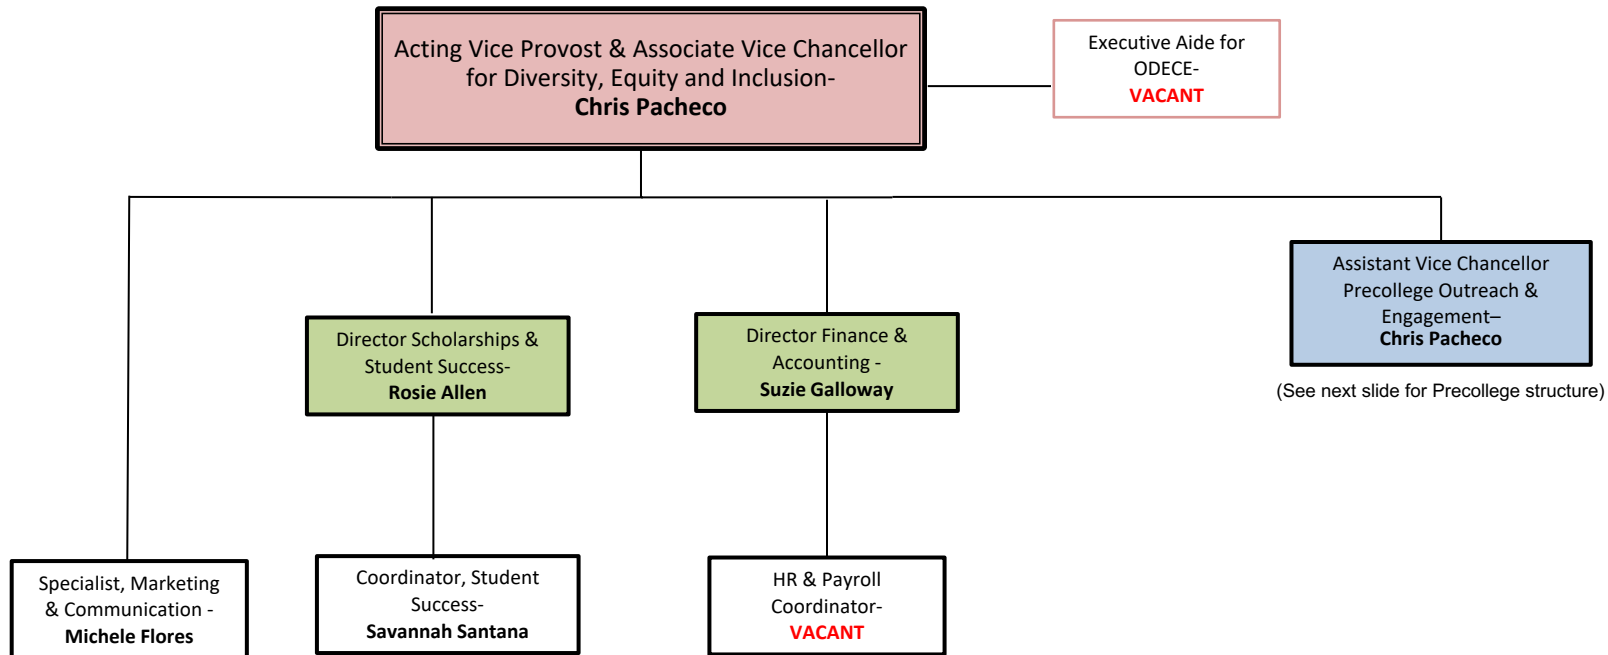 Acting Vice Provost & Associate Vice Chancellor
for Diversity, Equity and Inclusion-
Chris Pacheco
Executive Aide for
ODECE-
VACANT
Director Scholarships &
Student Success-
Rosie Allen
Director Finance &
Accounting -
Suzie Galloway
Assistant Vice Chancellor
Precollege Outreach &
Engagement–
Chris Pacheco
(See next slide for Precollege structure)
Specialist, Marketing
& Communication -
Michele Flores
Coordinator, Student
Success-
Savannah Santana
HR & Payroll
Coordinator-
VACANT